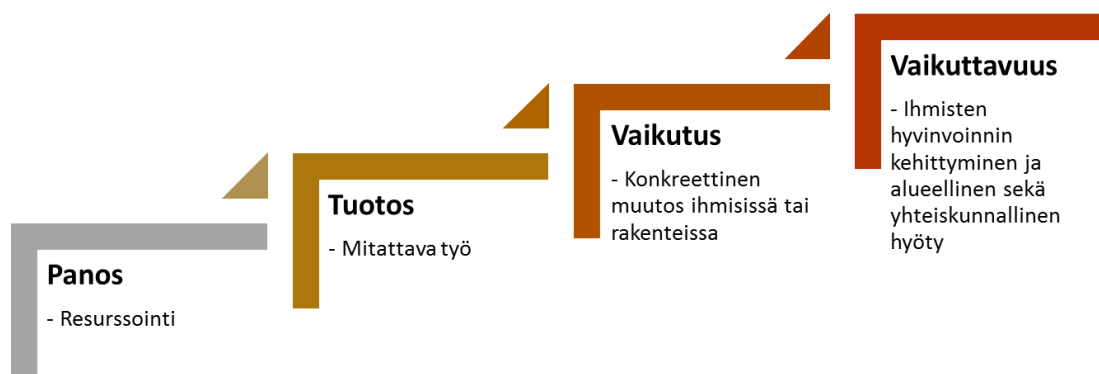 Panos
- Resurssointi
Tuotos
- Mitattava työ
Vaikutus
- Konkreettinen
muutos ihmisissä tai
rakenteissa
Vaikuttavuus
- Ihmisten
hyvinvoinnin
kehittyminen ja
alueellinen sekä
yhteiskunnallinen
hyöty